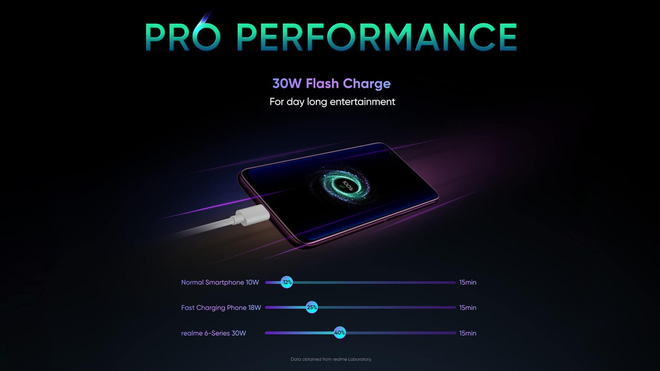 PRO PERFORMANCE
30W Flash Charge
For day long entertainment
Normal Smartphone 10W 12% 15min
Fast Charging Phone 18W 25% 15min
realme 6-Series 30W 40% 15min
Data obtained from realme Laboratory.